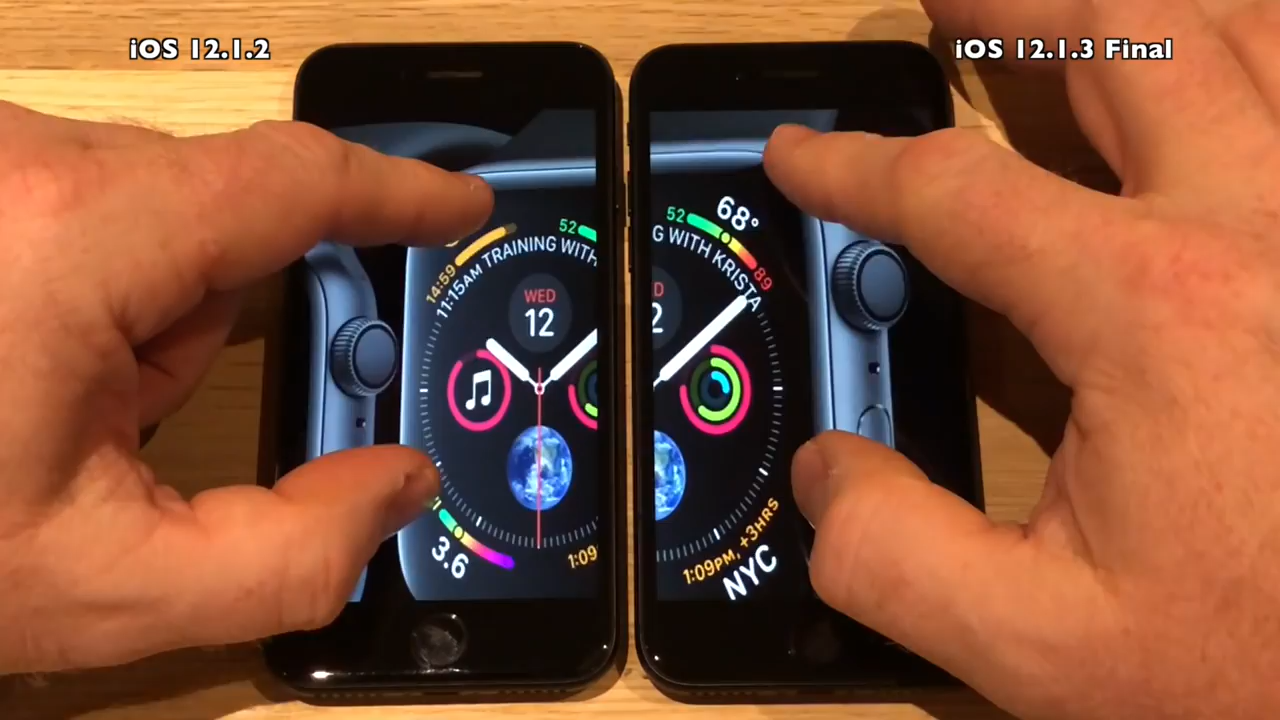 iOS 12.1.2
iOS 12.1.3 Final
52
14:59
11:15AM TRAINING WITH
WED
12
3.6
1:09
52
68°
G WITH KRISTA
89
D
2
1:09PM, +3HRS
NYC